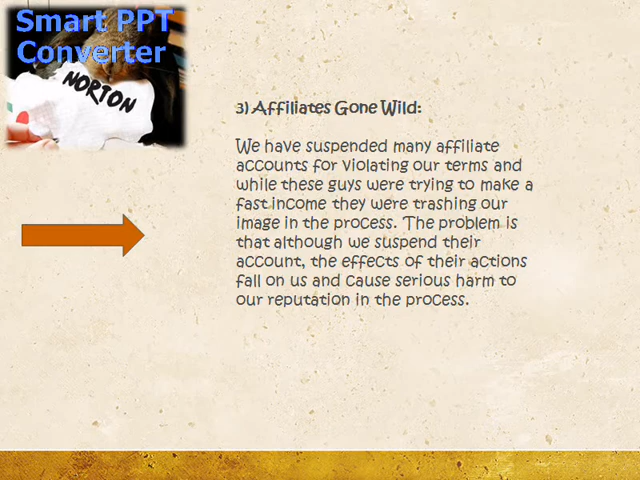 Smart PPT
Converter
NORTON
3) Affiliates Gone Wild:
We have suspended many affiliate
accounts for violating our terms and
while these guys were trying to make a
fast income they were trashing our
image in the process. The problem is
that although we suspend their
account, the effects of their actions
fall on us and cause serious harm to
our reputation in the process.